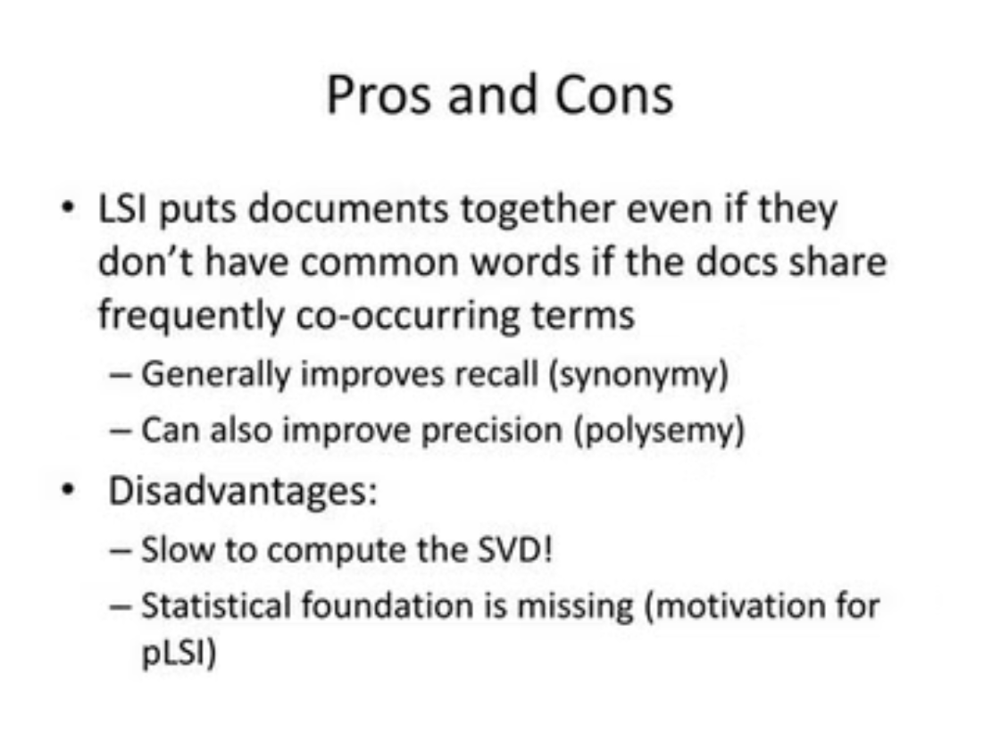 Pros and Cons
• LSI puts documents together even if they
don't have common words if the docs share
frequently co-occurring terms
– Generally improves recall (synonymy)
– Can also improve precision (polysemy)
• Disadvantages:
– Slow to compute the SVD!
– Statistical foundation is missing (motivation for
pLSI)